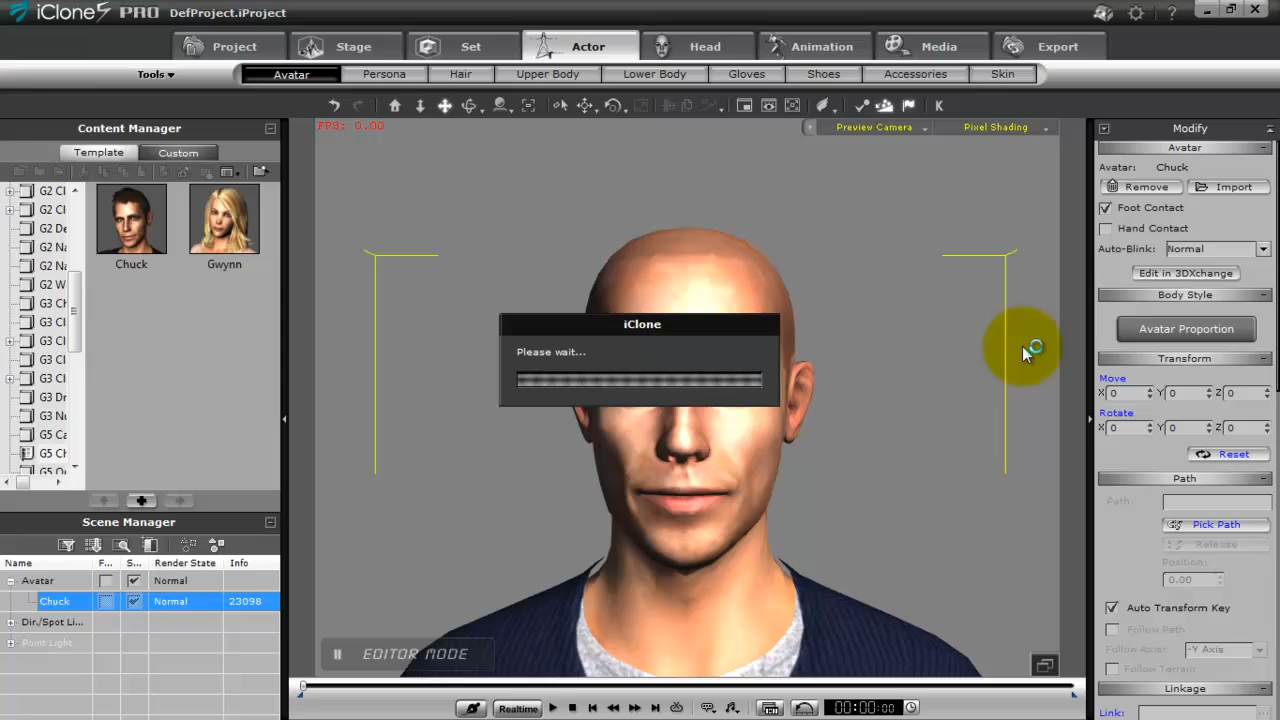 iClone5 PRO DefProject.iProject
Project Stage Set Actor Head Animation Media Export
Tools Avatar Persona Hair Upper Body Lower Body Gloves Shoes Accessories Skin
Content Manager
Template Custom
G2 Cl
G2 Cl
G2 De
G2 Na
G2 Ne
G2 W
G3 Ch
G3 Cl
G3 Cl
G3 Cl
G3 Dr
G3 Nu
G5 Ca
G5 Ch
Chuck Gwynn
FPS: 0.00
Preview Camera Pixel Shading
iClone
Please wait...
EDITOR MODE
Realtime 00:00:00
Scene Manager
Name F... S... Render State Info
Avatar Normal
Chuck Normal 23098
Dir./Spot Li...
Point Light
Modify
Avatar
Avatar: Chuck
Remove Import
Foot Contact
Hand Contact
Auto-Blink: Normal
Edit in 3DXchange
Body Style
Avatar Proportion
Transform
Move
X 0 Y 0 Z 0
Rotate
X 0 Y 0 Z 0
Reset
Path
Path:
Pick Path
Release
Position:
0.00
Auto Transform Key
Follow Path
Follow Axis: -Y Axis
Follow Terrain
Linkage
Link: